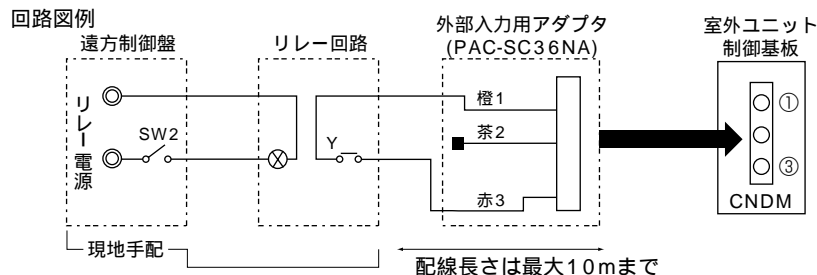 回路図例
遠方制御盤
リレー回路
外部入力用アダプタ
(PAC-SC36NA)
室外ユニット
制御基板
リレー電源
SW2
Y
橙1
茶2
赤3
①
③
CNDM
現地手配
配線長さは最大10mまで